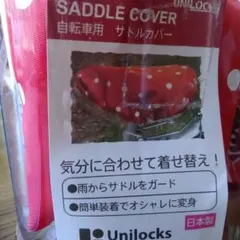 UNILOCKS
SADDLE COVER
自転車用 サドルカバー
気分に合わせて着せ替え！
●雨からサドルをガード
●簡単装着でオシャレに変身
日本製
Unilocks